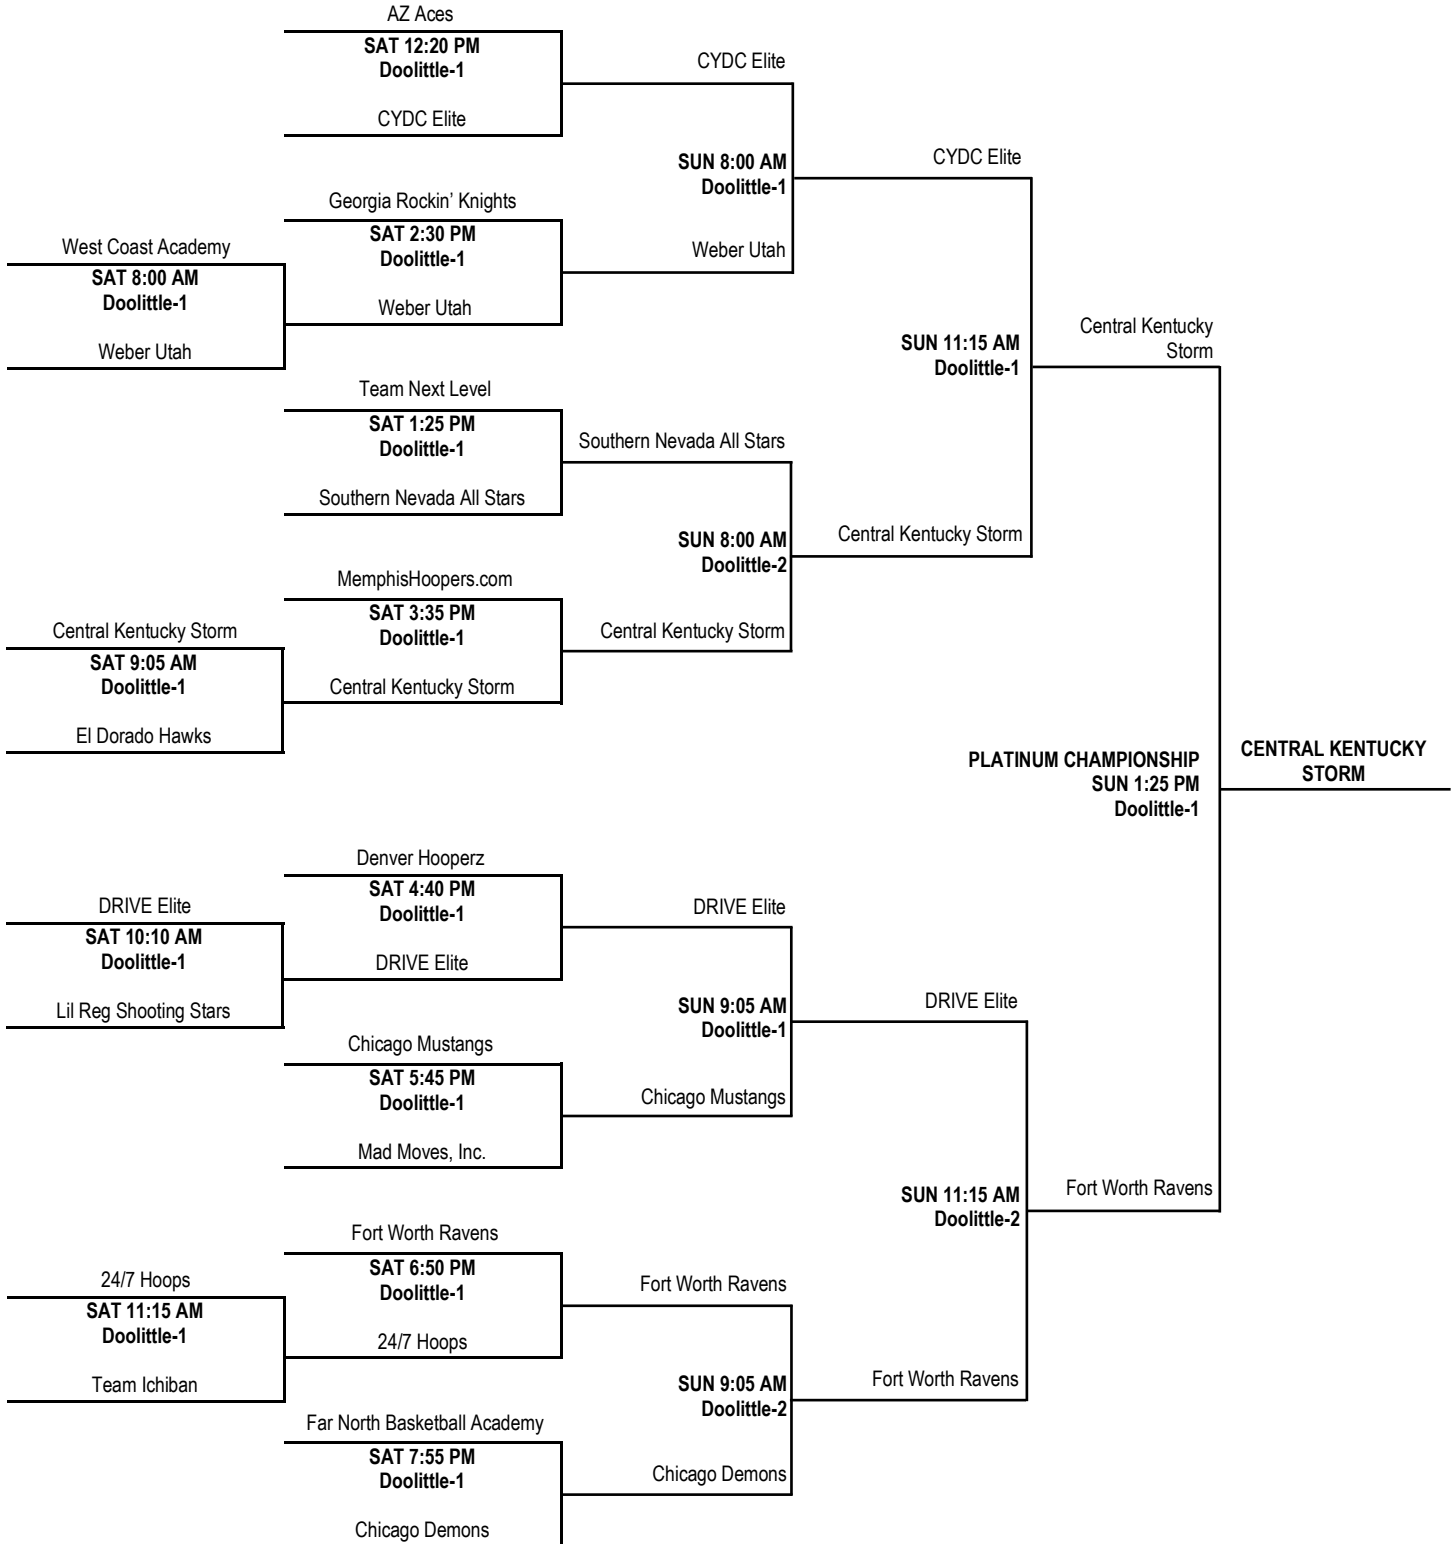 AZ Aces
SAT 12:20 PM
Doolittle-1
CYDC Elite
CYDC Elite
SUN 8:00 AM
Doolittle-1
CYDC Elite
Georgia Rockin' Knights
SAT 2:30 PM
Doolittle-1
West Coast Academy
SAT 8:00 AM
Doolittle-1
Weber Utah
Weber Utah
Weber Utah
Central Kentucky
Storm
SUN 11:15 AM
Doolittle-1
Team Next Level
SAT 1:25 PM
Doolittle-1
Southern Nevada All Stars
Southern Nevada All Stars
SUN 8:00 AM
Doolittle-2
Central Kentucky Storm
MemphisHoopers.com
SAT 3:35 PM
Doolittle-1
Central Kentucky Storm
Central Kentucky Storm
SAT 9:05 AM
Doolittle-1
Central Kentucky Storm
El Dorado Hawks
PLATINUM CHAMPIONSHIP
SUN 1:25 PM
Doolittle-1
CENTRAL KENTUCKY
STORM
Denver Hooperz
SAT 4:40 PM
Doolittle-1
DRIVE Elite
DRIVE Elite
SAT 10:10 AM
Doolittle-1
DRIVE Elite
Lil Reg Shooting Stars
SUN 9:05 AM
Doolittle-1
DRIVE Elite
Chicago Mustangs
SAT 5:45 PM
Doolittle-1
Chicago Mustangs
Mad Moves, Inc.
SUN 11:15 AM
Doolittle-2
Fort Worth Ravens
Fort Worth Ravens
SAT 6:50 PM
Doolittle-1
Fort Worth Ravens
24/7 Hoops
SAT 11:15 AM
Doolittle-1
24/7 Hoops
Team Ichiban
SUN 9:05 AM
Doolittle-2
Fort Worth Ravens
Far North Basketball Academy
SAT 7:55 PM
Doolittle-1
Chicago Demons
Chicago Demons